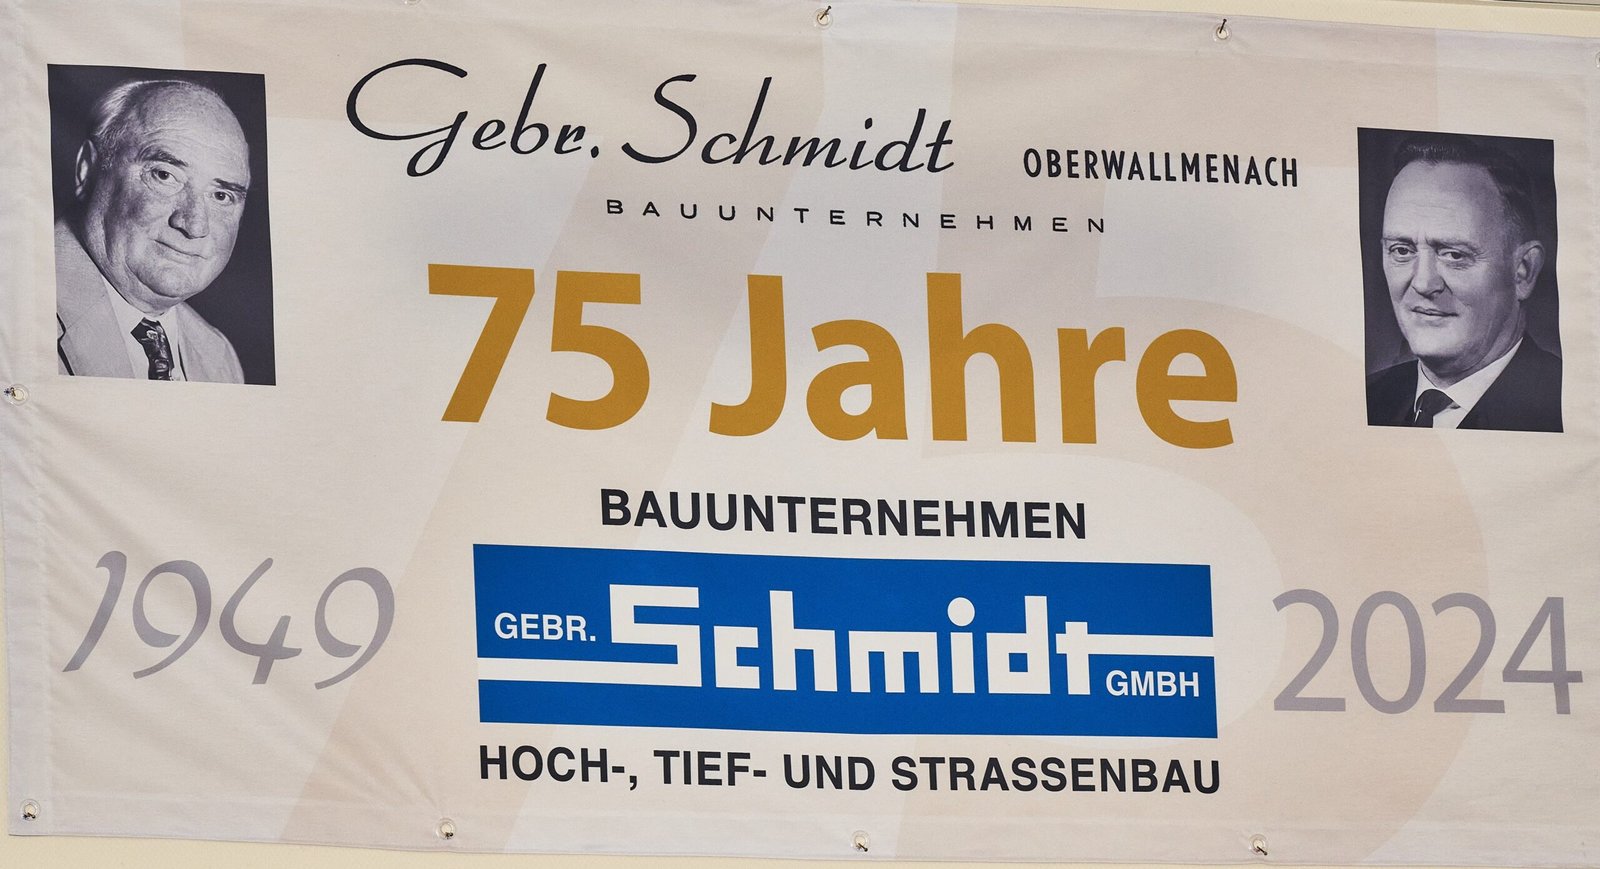 Gebr. Schmidt OBERWALLMENACH
BAUUNTERNEHMEN
75 Jahre
BAUUNTERNEHMEN
1949 GEBR. Schmidt GMBH 2024
HOCH-, TIEF- UND STRASSENBAU